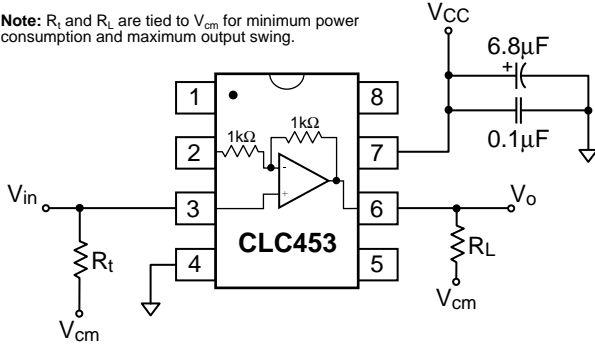 Note: Rt and RL are tied to Vcm for minimum power
consumption and maximum output swing.
VCC
6.8µF
+
0.1µF
1
8
1kΩ
1kΩ
2
7
-
+
Vin
3
6
Vo
CLC453
Rt
4
5
RL
Vcm
Vcm